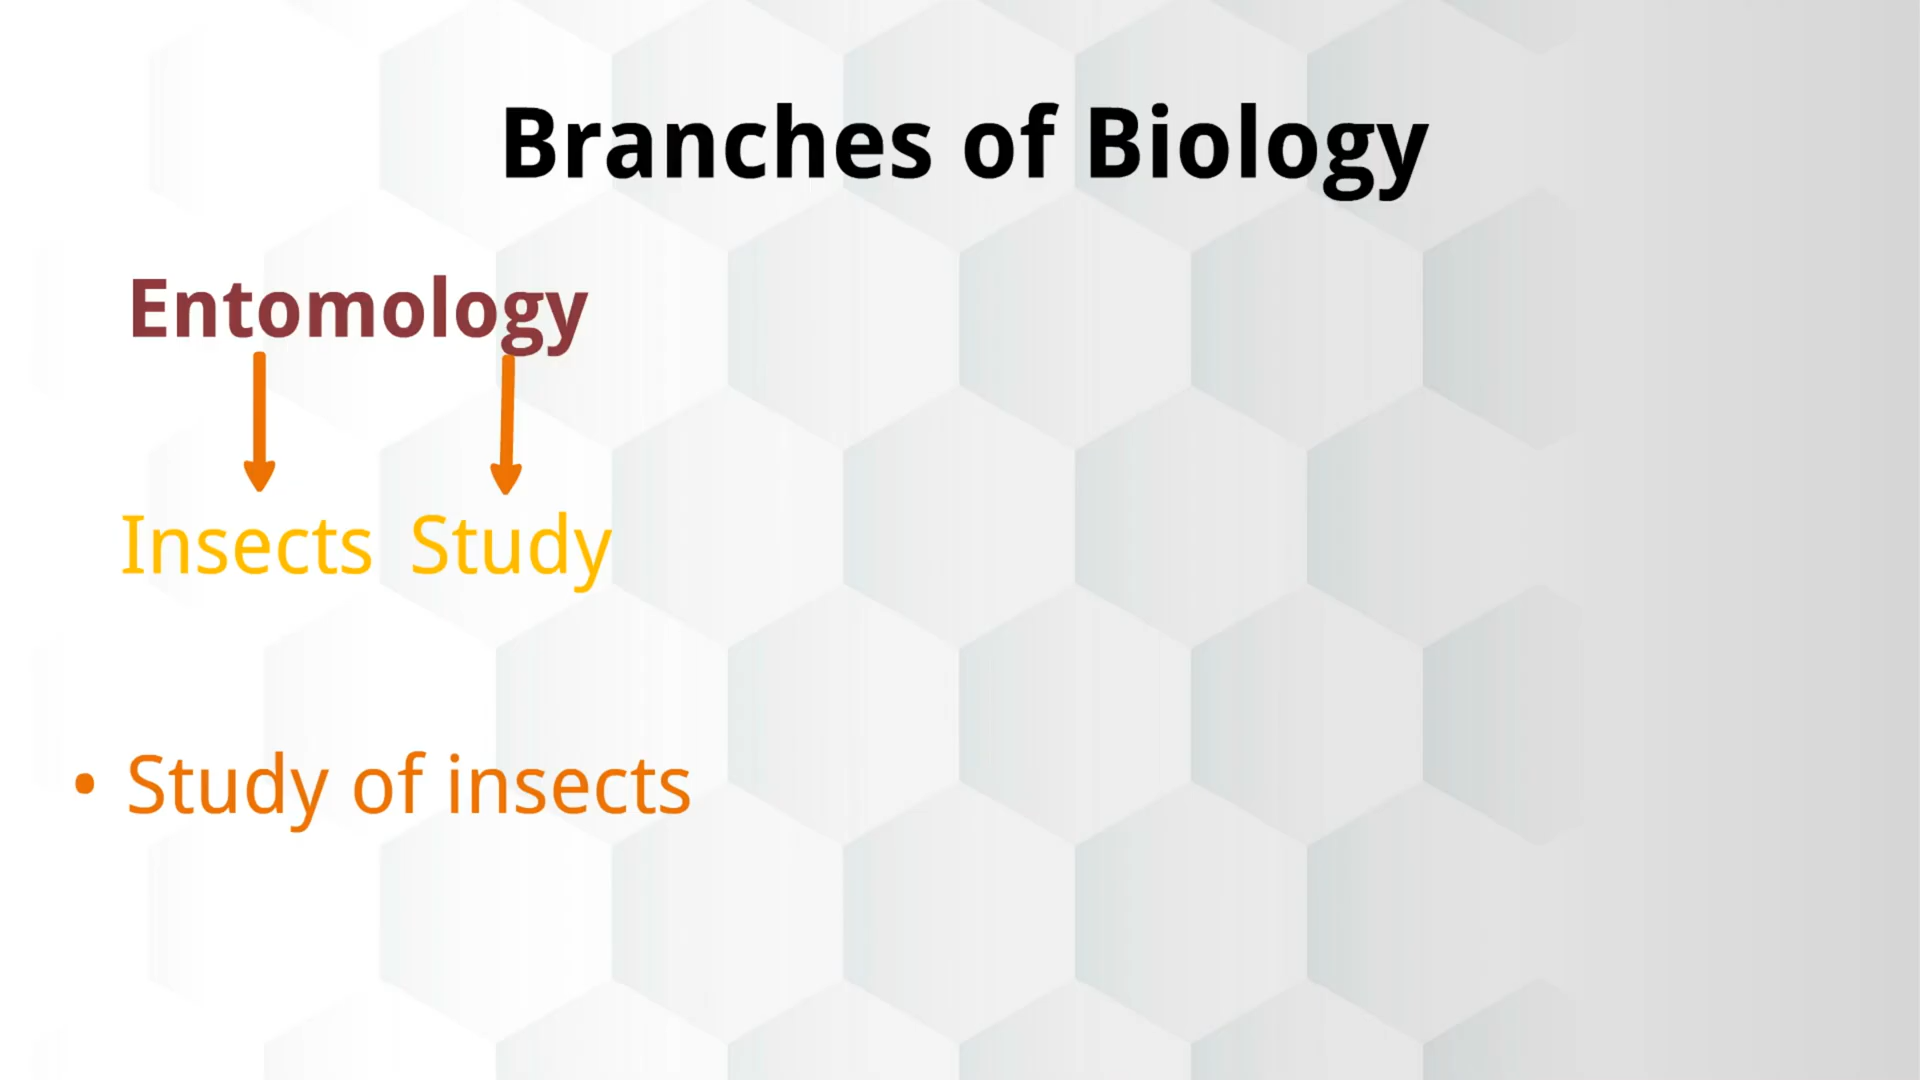 Branches of Biology
Entomology
Insects Study
• Study of insects